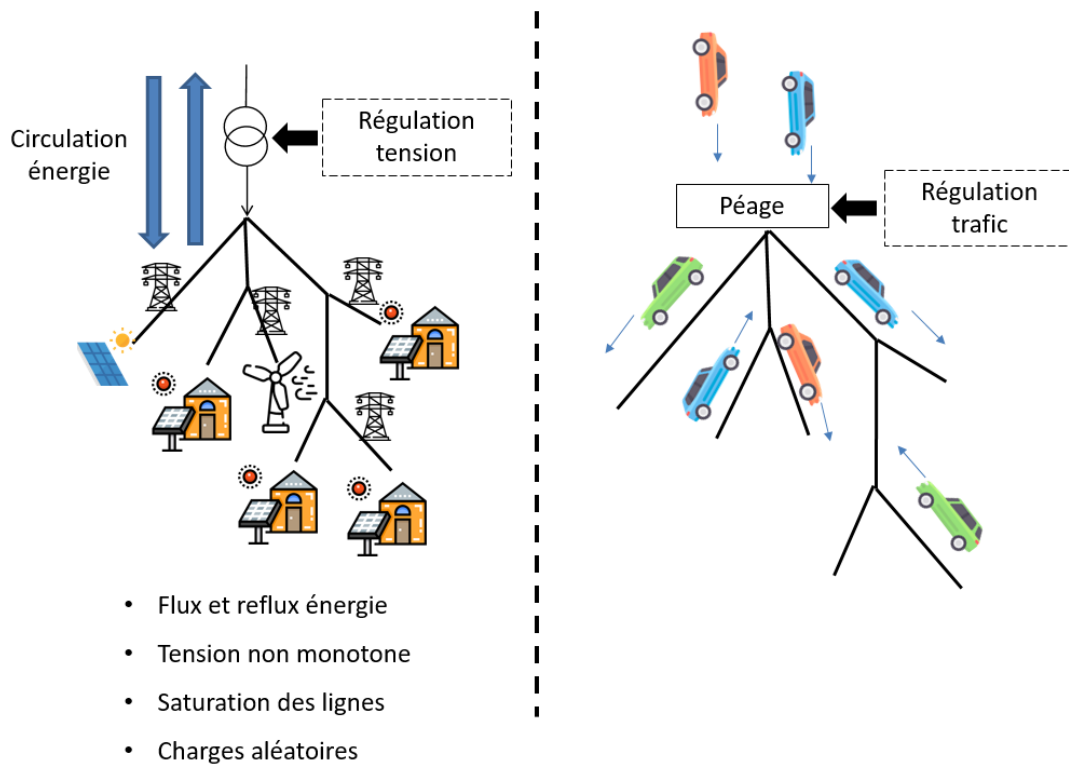 Circulation
énergie
Régulation
tension
• Flux et reflux énergie
• Tension non monotone
• Saturation des lignes
• Charges aléatoires
Péage
Régulation
trafic